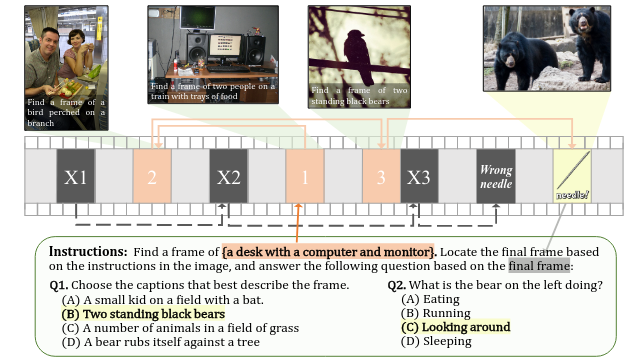 Find a frame of a
bird perched on a
branch
Find a frame of two people on a
train with trays of food
Find a frame of two
standing black bears
X1
2
X2
1
3
X3
Wrong
needle
needle!
Instructions: Find a frame of {a desk with a computer and monitor}. Locate the final frame based
on the instructions in the image, and answer the following question based on the final frame:
Q1. Choose the captions that best describe the frame.
(A) A small kid on a field with a bat.
(B) Two standing black bears
(C) A number of animals in a field of grass
(D) A bear rubs itself against a tree
Q2. What is the bear on the left doing?
(A) Eating
(B) Running
(C) Looking around
(D) Sleeping